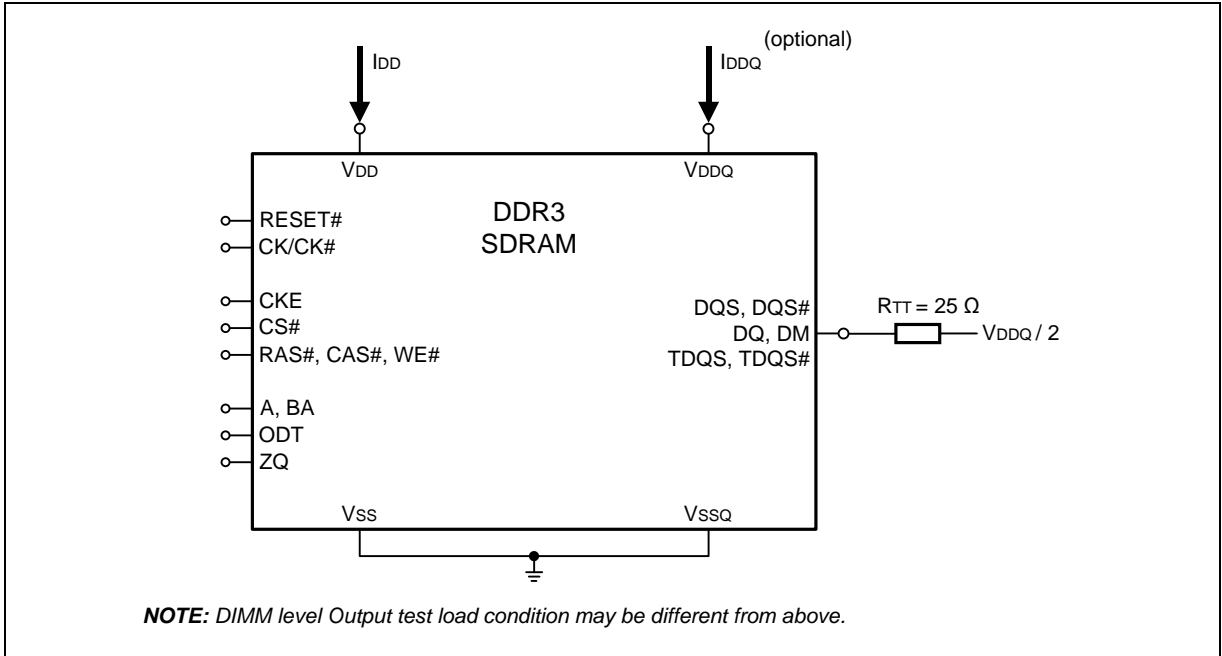 (optional)
IDD
IDDQ
VDD
VDDQ
DDR3
SDRAM
RESET#
CK/CK#
CKE
CS#
RAS#, CAS#, WE#
A, BA
ODT
ZQ
DQS, DQS#
DQ, DM
TDQS, TDQS#
RTT = 25 Ω
VDDQ / 2
VSS
VSSQ
NOTE: DIMM level Output test load condition may be different from above.